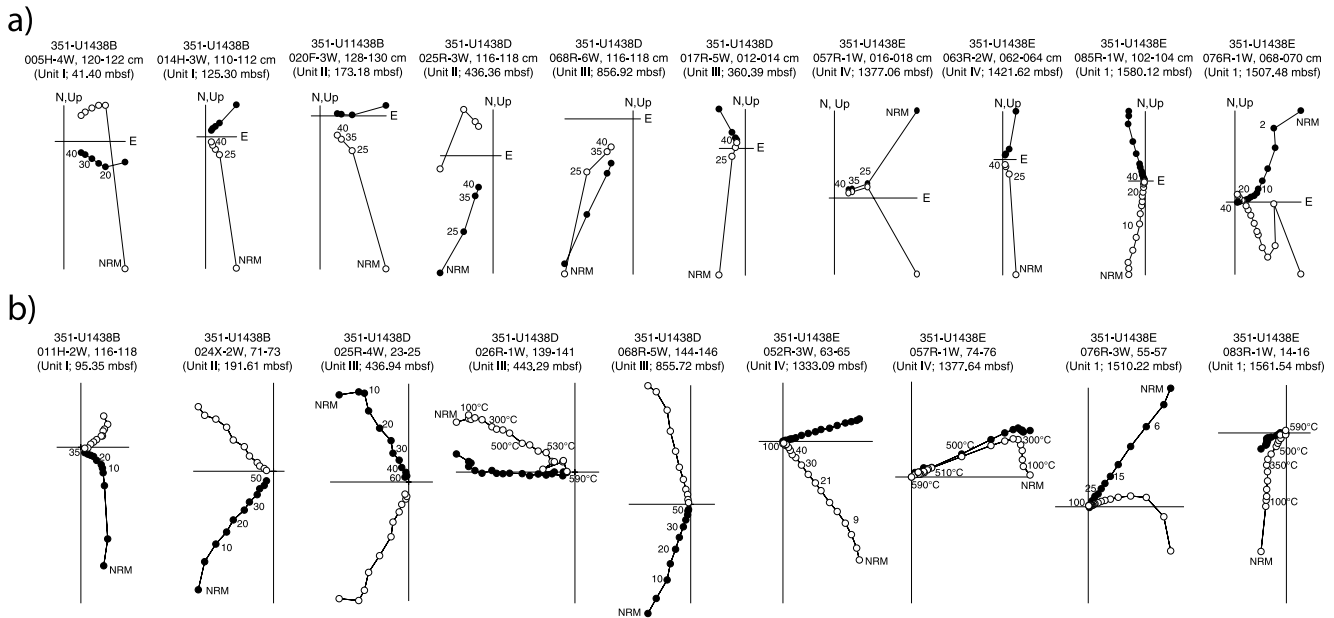 a)
351-U1438B
005H-4W, 120-122 cm
(Unit I; 41.40 mbsf)
N,Up
40
30
20
NRM
351-U1438B
014H-3W, 110-112 cm
(Unit I; 125.30 mbsf)
N,Up
E
40
25
NRM
351-U11438B
020F-3W, 128-130 cm
(Unit II; 173.18 mbsf)
N,Up
E
40
35
25
NRM
351-U1438D
025R-3W, 116-118 cm
(Unit II; 436.36 mbsf)
N,Up
E
40
35
25
NRM
351-U1438D
068R-6W, 116-118 cm
(Unit III; 856.92 mbsf)
N,Up
E
40
35
25
NRM
351-U1438D
017R-5W, 012-014 cm
(Unit III; 360.39 mbsf)
N,Up
E
40
25
NRM
351-U1438E
057R-1W, 016-018 cm
(Unit IV; 1377.06 mbsf)
N, Up
NRM
40
35
25
E
351-U1438E
063R-2W, 062-064 cm
(Unit IV; 1421.62 mbsf)
N,Up
E
40
25
NRM
351-U1438E
085R-1W, 102-104 cm
(Unit 1; 1580.12 mbsf)
N,Up
E
40
20
10
NRM
351-U1438E
076R-1W, 068-070 cm
(Unit 1; 1507.48 mbsf)
N,Up
2
NRM
20
10
40
E
b)
351-U1438B
011H-2W, 116-118
(Unit I; 95.35 mbsf)
35
20
10
NRM
351-U1438B
024X-2W, 71-73
(Unit II; 191.61 mbsf)
50
30
20
10
NRM
351-U1438D
025R-4W, 23-25
(Unit III; 436.94 mbsf)
10
NRM
20
30
40
60
351-U1438D
026R-1W, 139-141
(Unit III; 443.29 mbsf)
100°C
NRM
300°C
500°C
530°C
590°C
351-U1438D
068R-5W, 144-146
(Unit III; 855.72 mbsf)
50
30
20
10
NRM
351-U1438E
052R-3W, 63-65
(Unit IV; 1333.09 mbsf)
100
40
30
21
9
NRM
351-U1438E
057R-1W, 74-76
(Unit IV; 1377.64 mbsf)
500°C
300°C
510°C
100°C
590°C
NRM
351-U1438E
076R-3W, 55-57
(Unit 1; 1510.22 mbsf)
NRM
6
15
25
100
351-U1438E
083R-1W, 14-16
(Unit 1; 1561.54 mbsf)
590°C
500°C
350°C
100°C
NRM